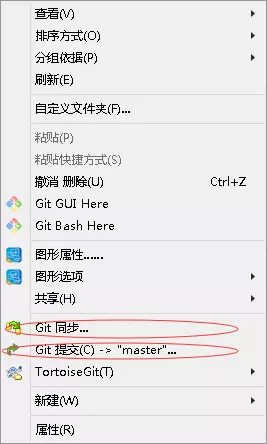 查看(V)
排序方式(O)
分组依据(P)
刷新(E)
自定义文件夹(F)...
粘贴(P)
粘贴快捷方式(S)
撤消 删除(U) Ctrl+Z
Git GUI Here
Git Bash Here
图形属性......
图形选项
共享(H)
Git 同步...
Git 提交(C) -> "master"...
TortoiseGit(T)
新建(W)
属性(R)